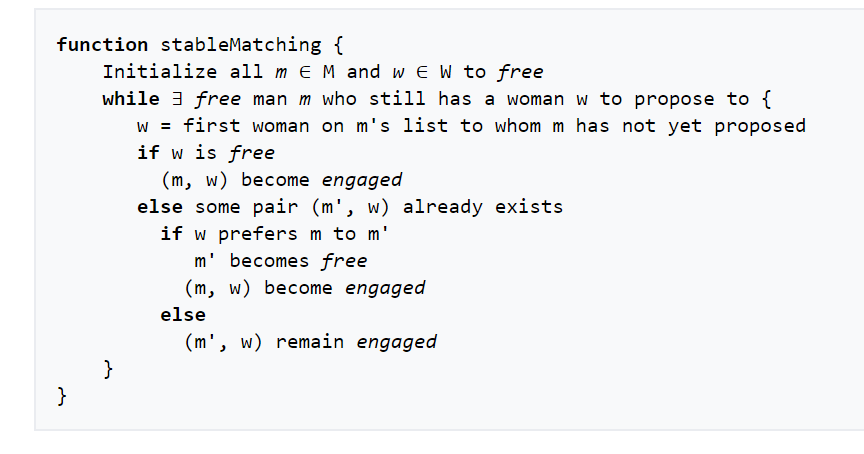 function stableMatching {
Initialize all m ∈ M and w ∈ W to free
while ∃ free man m who still has a woman w to propose to {
w = first woman on m's list to whom m has not yet proposed
if w is free
(m, w) become engaged
else some pair (m', w) already exists
if w prefers m to m'
m' becomes free
(m, w) become engaged
else
(m', w) remain engaged
}
}